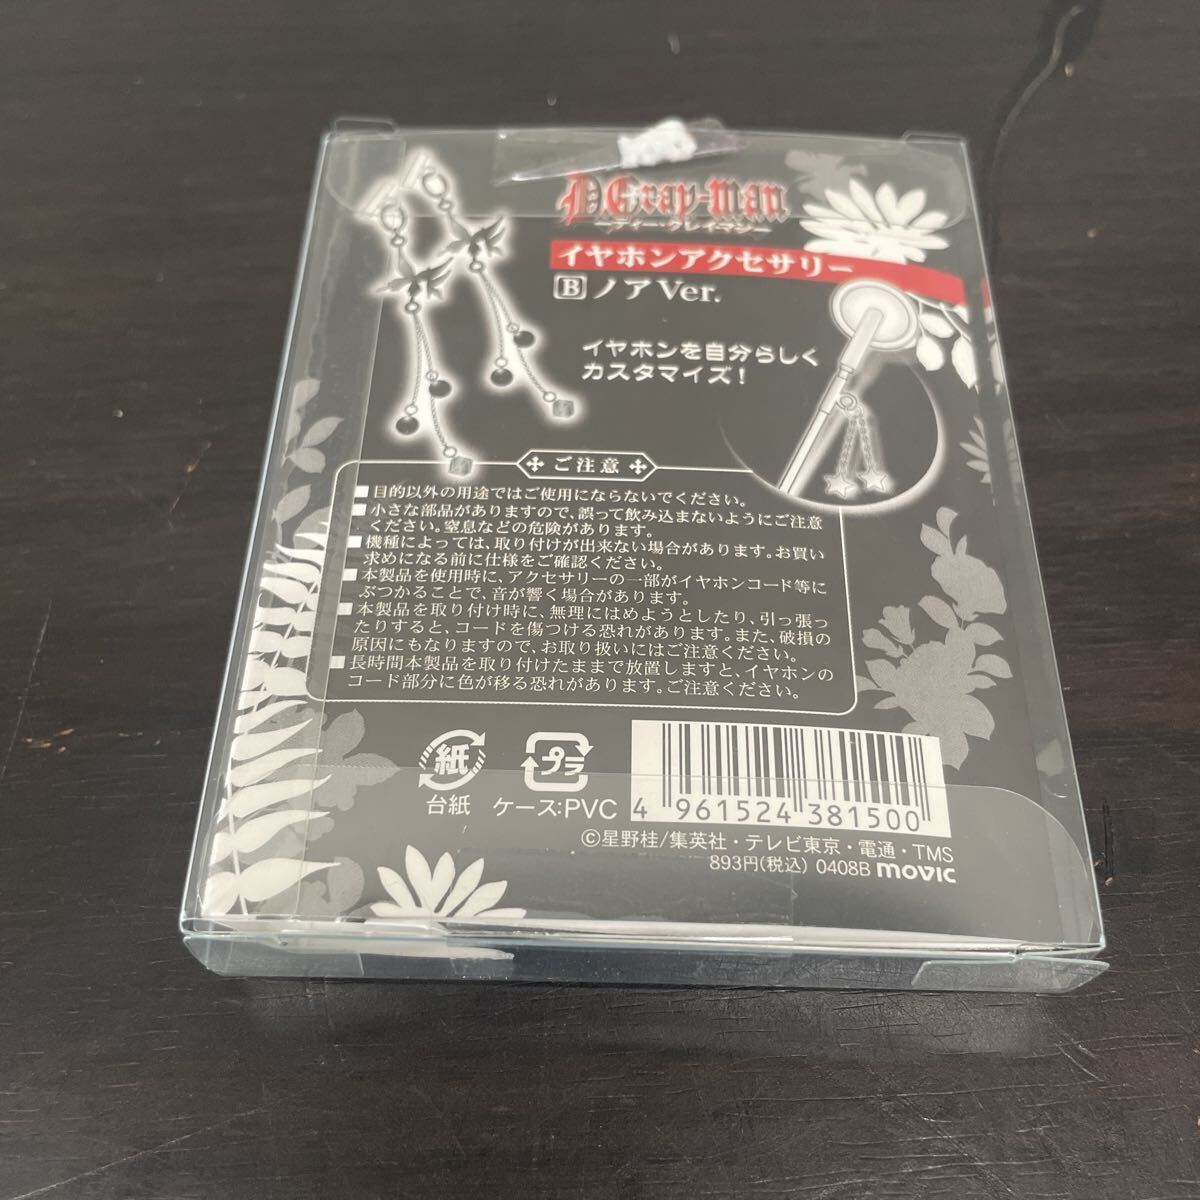 D.Gray-man
ーディー・グレイマンー
イヤホンアクセサリー
B ノア Ver.
イヤホンを自分らしく
カスタマイズ!
ご注意
■目的以外の用途ではご使用にならないでください。
■小さな部品がありますので、誤って飲み込まないようにご注意
ください。窒息などの危険があります。
■機種によっては、取り付けが出来ない場合があります。お買い
求めになる前に仕様をご確認ください。
■本製品を使用時に、アクセサリーの一部がイヤホンコード等に
ぶつかることで、音が響く場合があります。
■本製品を取り付け時に、無理にはめようとしたり、引っ張っ
たりすると、コードを傷つける恐れがあります。また、破損の
原因にもなりますので、お取り扱いにはご注意ください。
■長時間本製品を取り付けたままで放置しますと、イヤホンの
コード部分に色が移る恐れがあります。ご注意ください。
紙
台紙
プラ
ケース:PVC
4 961524 381500
©星野桂/集英社・テレビ東京・電通・TMS
893円(税込) 0408B movic